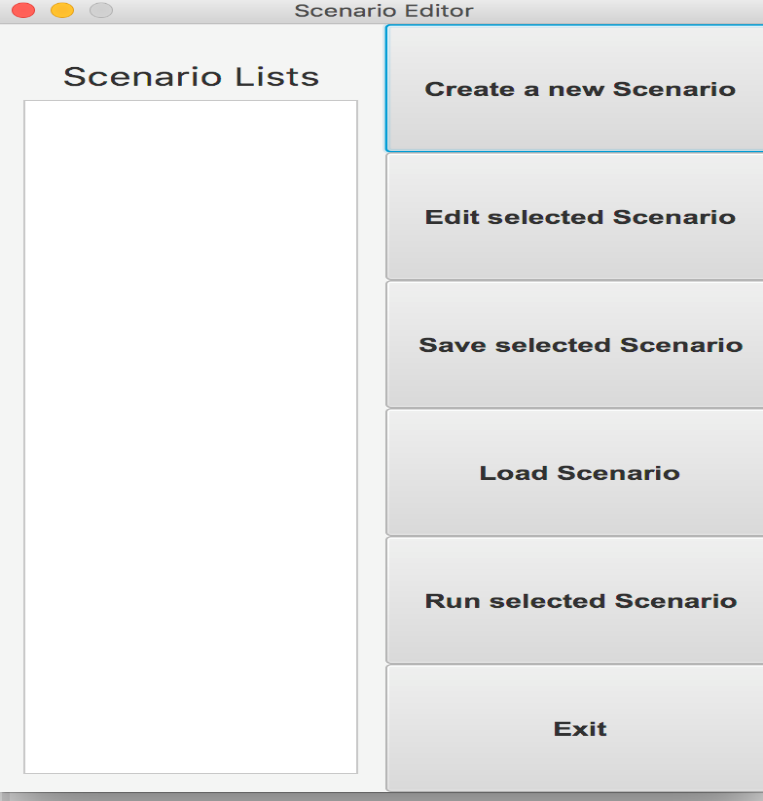 Scenario Editor
Scenario Lists
Create a new Scenario
Edit selected Scenario
Save selected Scenario
Load Scenario
Run selected Scenario
Exit